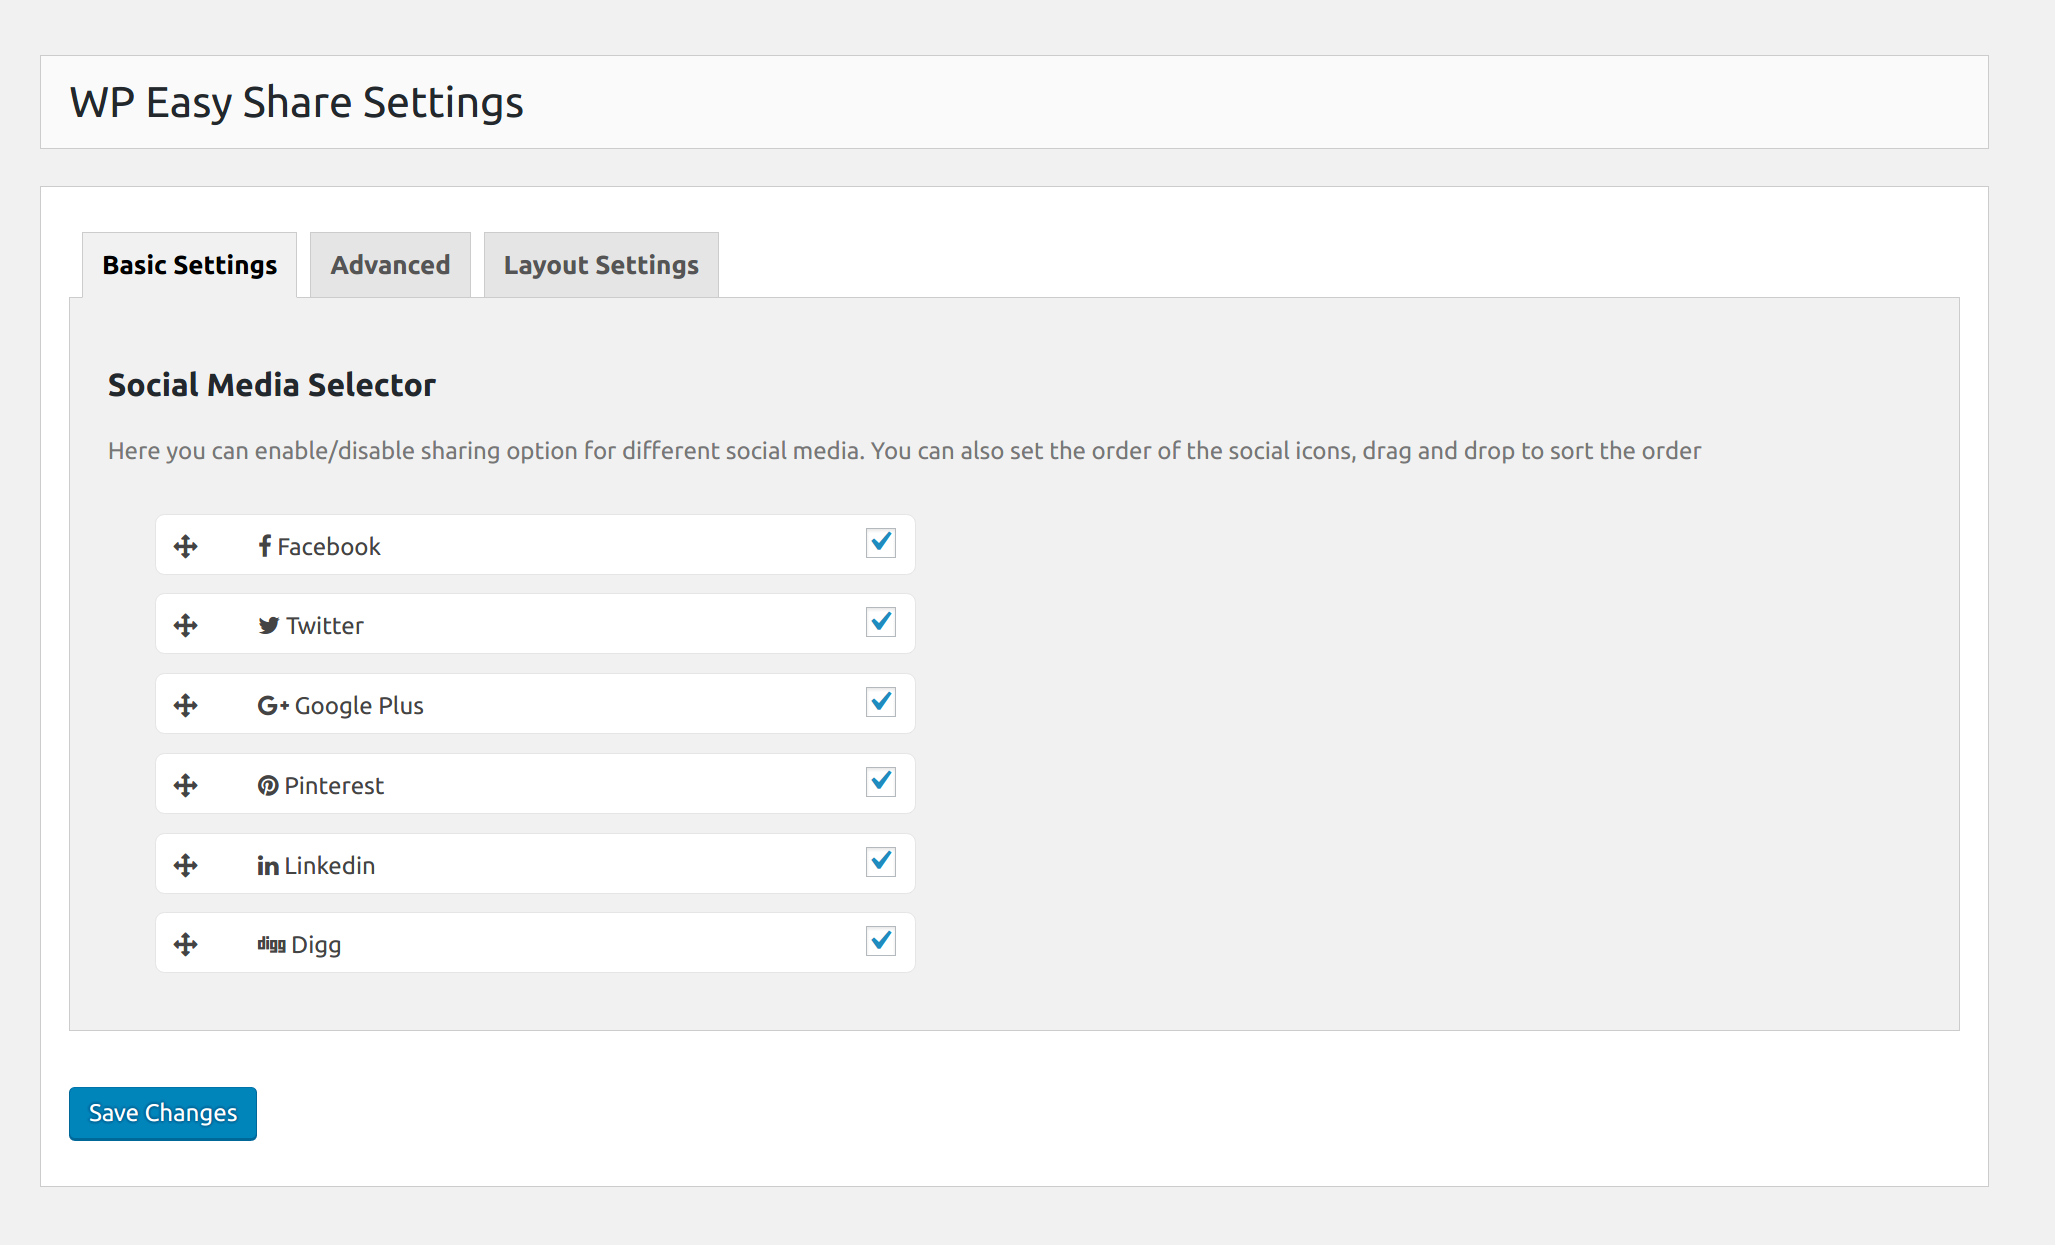 WP Easy Share Settings
Basic Settings Advanced Layout Settings
Social Media Selector
Here you can enable/disable sharing option for different social media. You can also set the order of the social icons, drag and drop to sort the order
Facebook
Twitter
G+ Google Plus
Pinterest
in Linkedin
digg Digg
Save Changes